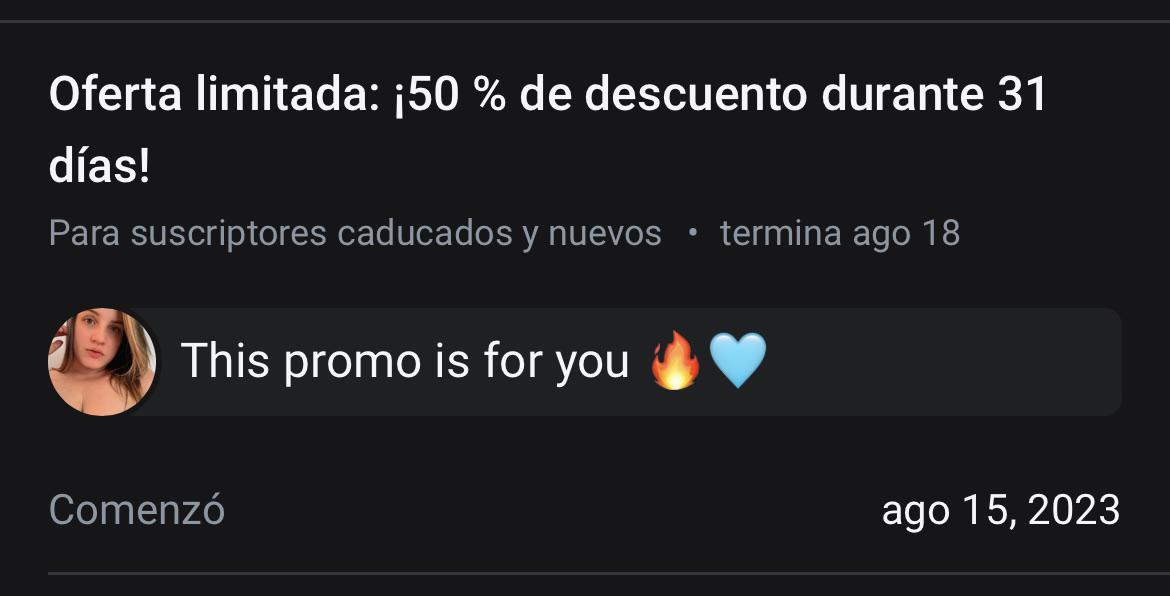 Oferta limitada: ¡50 % de descuento durante 31
días!
Para suscriptores caducados y nuevos • termina ago 18
This promo is for you 🔥🩵
Comenzó ago 15, 2023